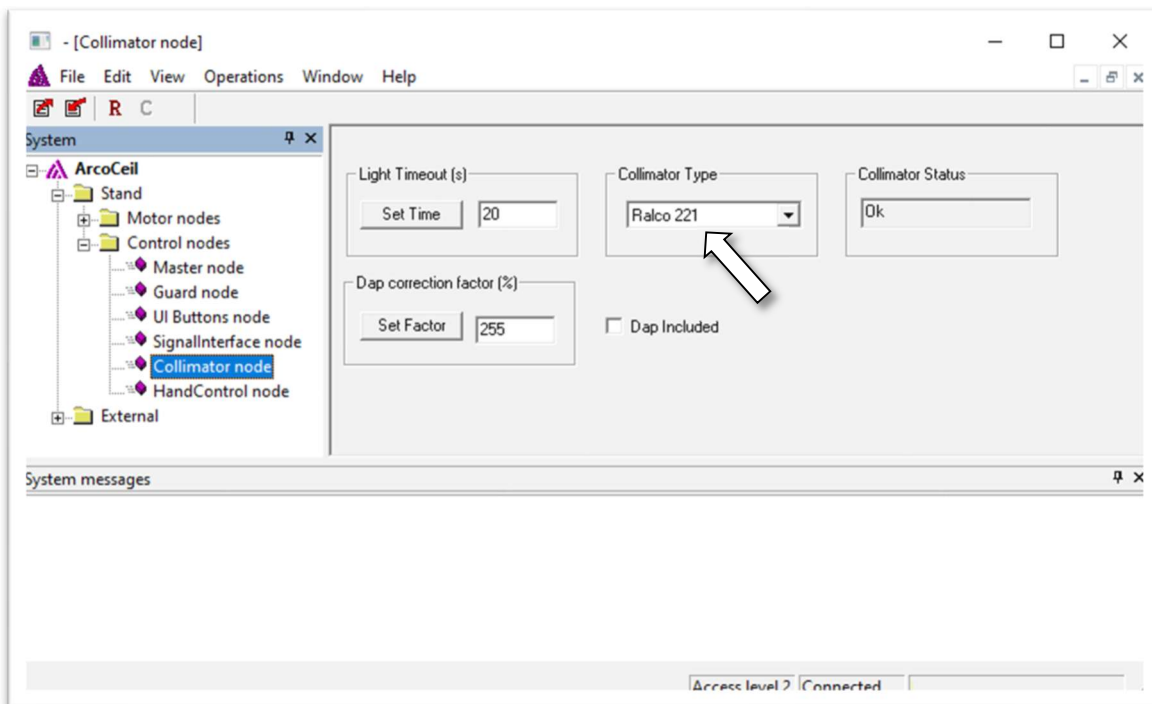 - [Collimator node]
File Edit View Operations Window Help
R C
System
ArcoCeil
Stand
Motor nodes
Control nodes
Master node
Guard node
UI Buttons node
SignalInterface node
Collimator node
HandControl node
External
Light Timeout (s)
Set Time 20
Collimator Type
Ralco 221
Collimator Status
Ok
Dap correction factor (%)
Set Factor 255
Dap Included
System messages
Access level 2 Connected